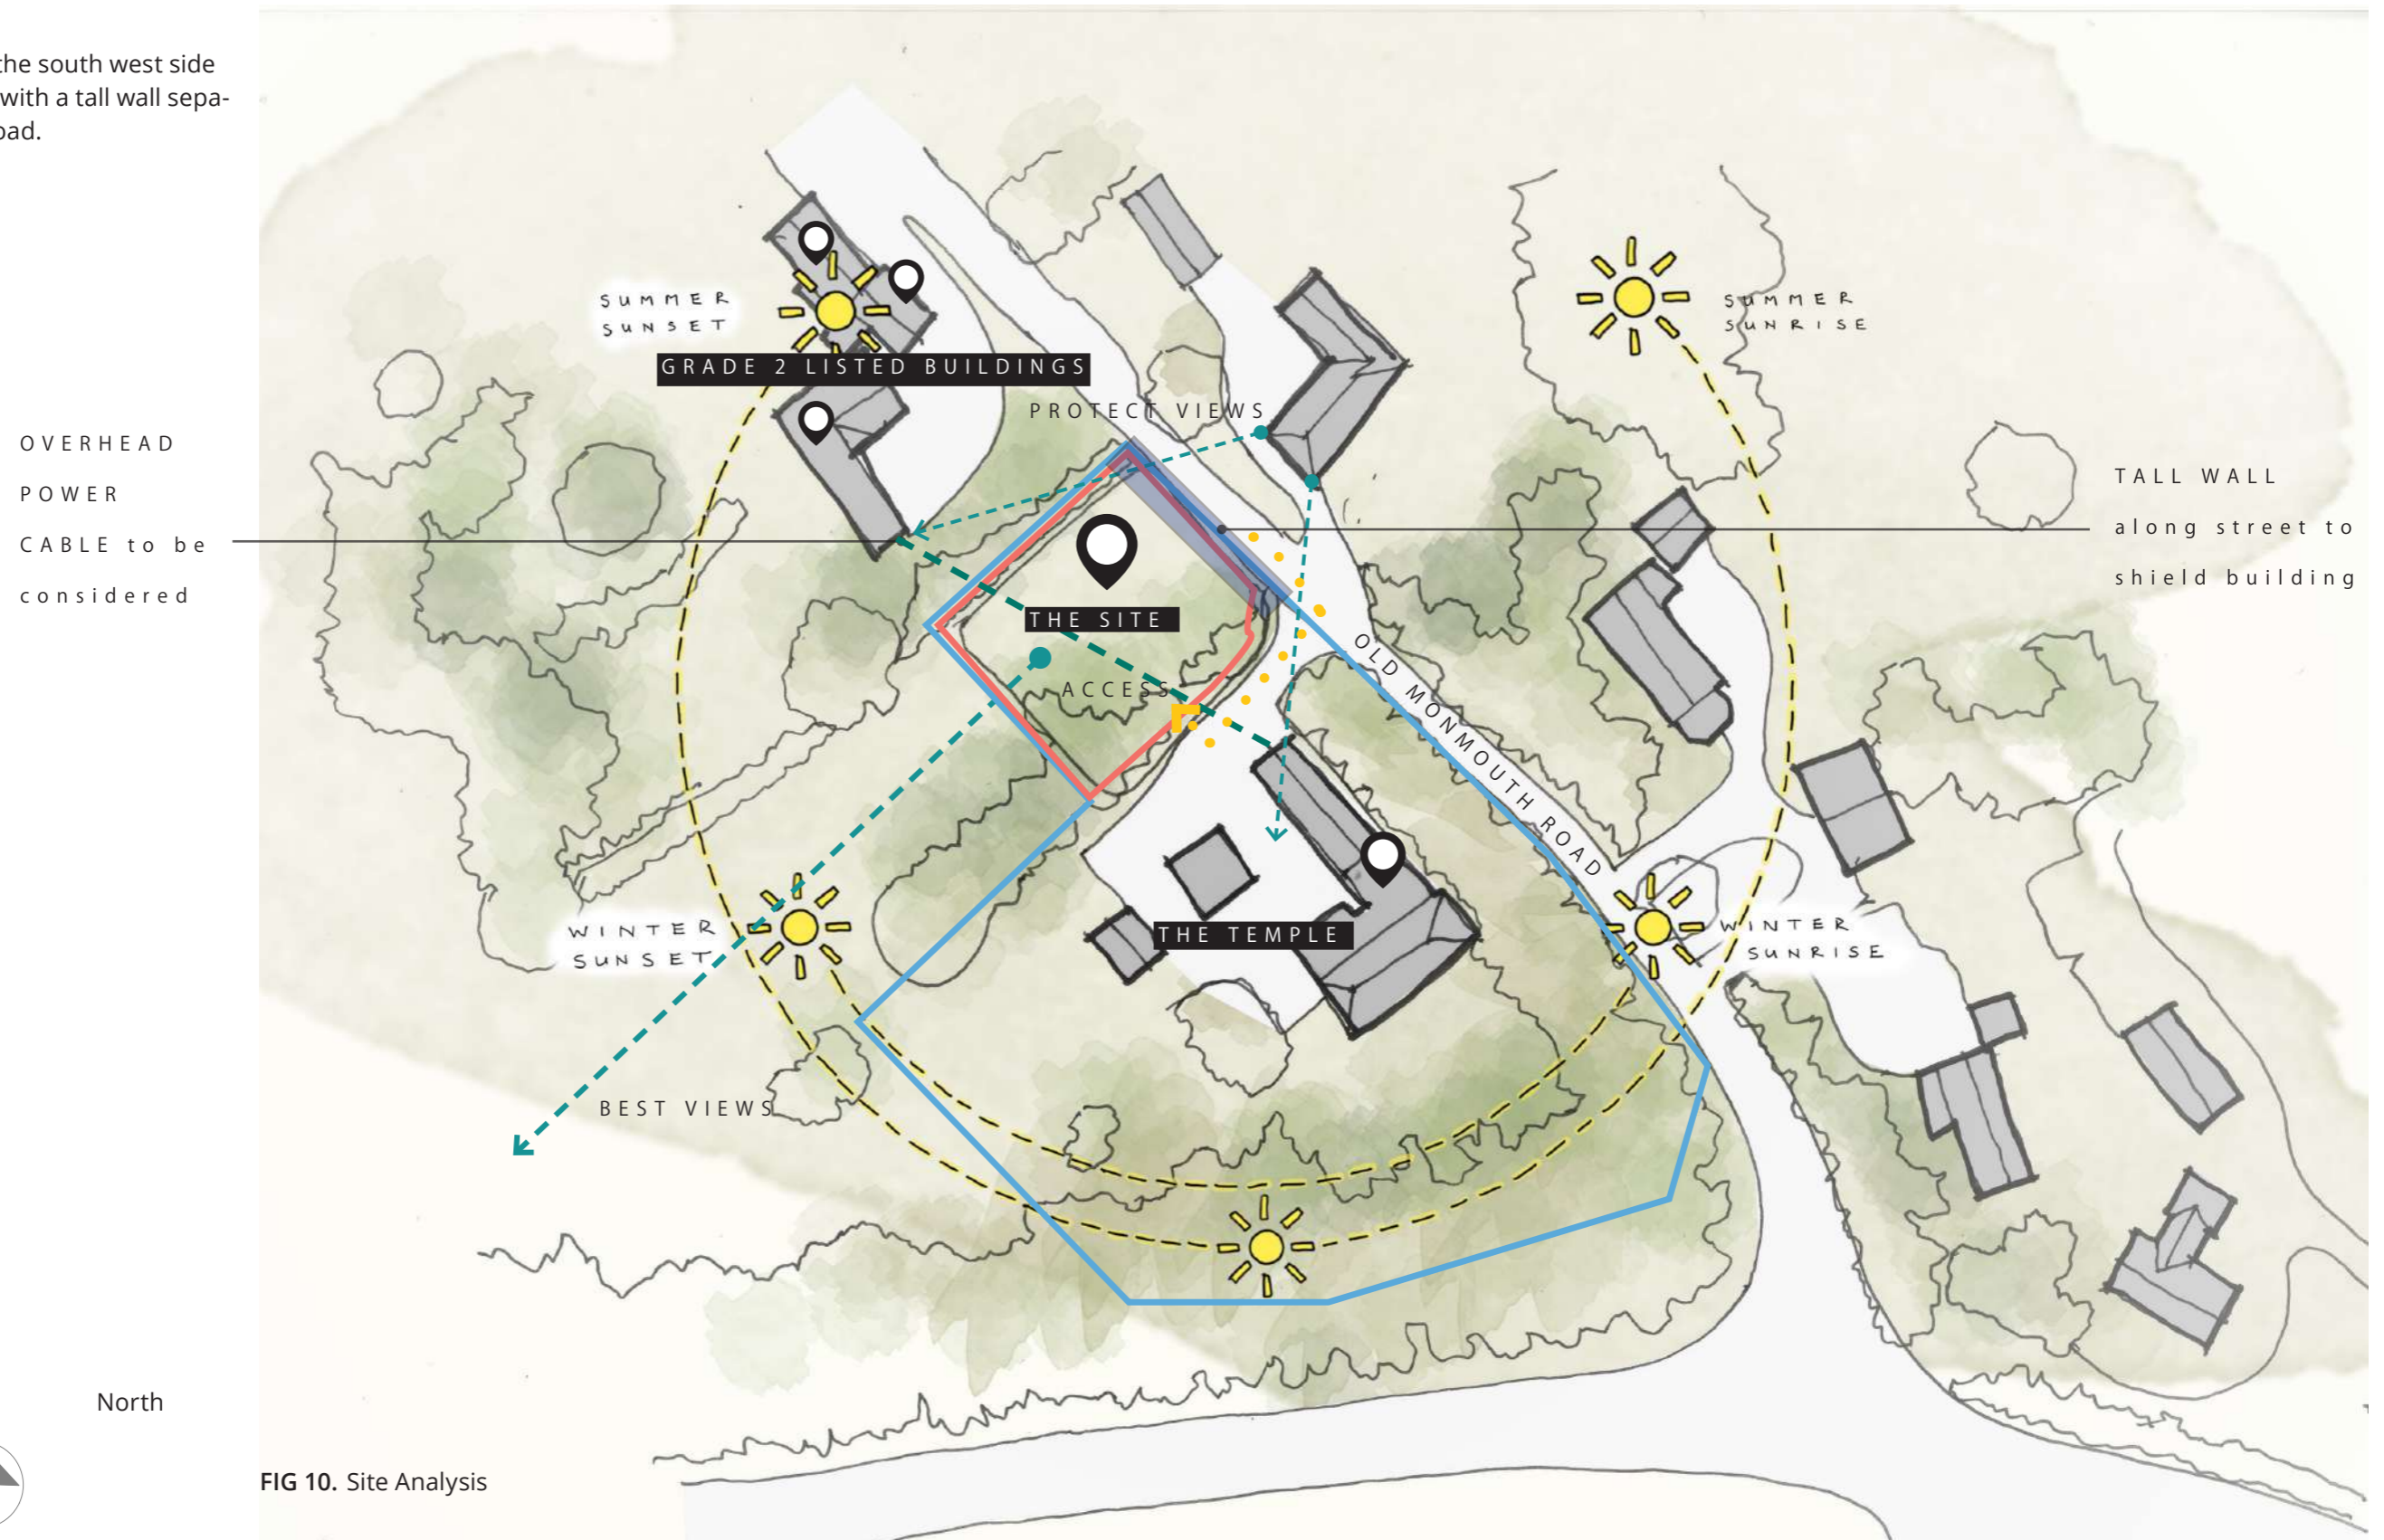 the south west side
with a tall wall sepa-
oad.
SUMMER
SUNSET
SUMMER
SUNRISE
GRADE 2 LISTED BUILDINGS
PROTECT VIEWS
OVERHEAD
POWER
CABLE to be
considered
TALL WALL
along street to
shield building
THE SITE
ACCESS
OLD MONMOUTH ROAD
WINTER
SUNSET
THE TEMPLE
WINTER
SUNRISE
BEST VIEWS
North
FIG 10. Site Analysis